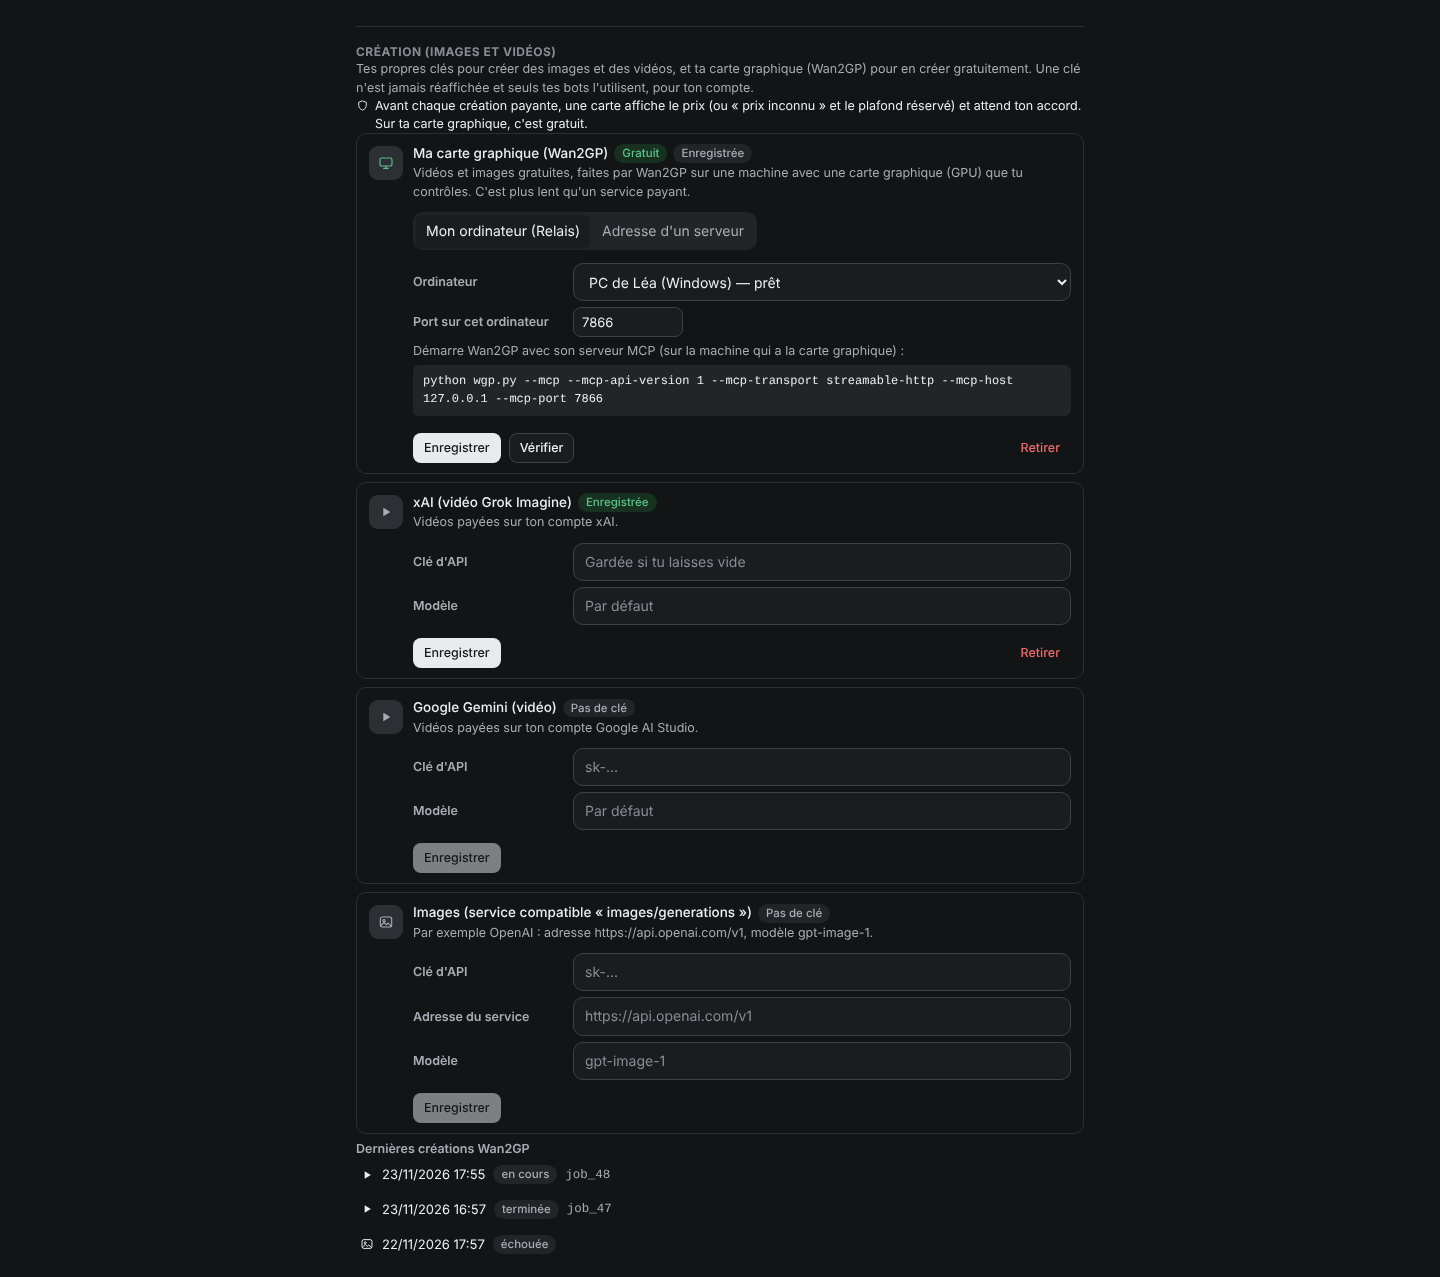 CRÉATION (IMAGES ET VIDÉOS)
Tes propres clés pour créer des images et des vidéos, et ta carte graphique (Wan2GP) pour en créer gratuitement. Une clé
n'est jamais réaffichée et seuls tes bots l'utilisent, pour ton compte.
Avant chaque création payante, une carte affiche le prix (ou « prix inconnu » et le plafond réservé) et attend ton accord.
Sur ta carte graphique, c'est gratuit.
Ma carte graphique (Wan2GP) Gratuit Enregistrée
Vidéos et images gratuites, faites par Wan2GP sur une machine avec une carte graphique (GPU) que tu
contrôles. C'est plus lent qu'un service payant.
Mon ordinateur (Relais) Adresse d'un serveur
Ordinateur PC de Léa (Windows) — prêt
Port sur cet ordinateur 7866
Démarre Wan2GP avec son serveur MCP (sur la machine qui a la carte graphique) :
python wgp.py --mcp --mcp-api-version 1 --mcp-transport streamable-http --mcp-host
127.0.0.1 --mcp-port 7866
Enregistrer Vérifier Retirer
xAI (vidéo Grok Imagine) Enregistrée
Vidéos payées sur ton compte xAI.
Clé d'API Gardée si tu laisses vide
Modèle Par défaut
Enregistrer Retirer
Google Gemini (vidéo) Pas de clé
Vidéos payées sur ton compte Google AI Studio.
Clé d'API sk-...
Modèle Par défaut
Enregistrer
Images (service compatible « images/generations ») Pas de clé
Par exemple OpenAI : adresse https://api.openai.com/v1, modèle gpt-image-1.
Clé d'API sk-...
Adresse du service https://api.openai.com/v1
Modèle gpt-image-1
Enregistrer
Dernières créations Wan2GP
23/11/2026 17:55 en cours job_48
23/11/2026 16:57 terminée job_47
22/11/2026 17:57 échouée